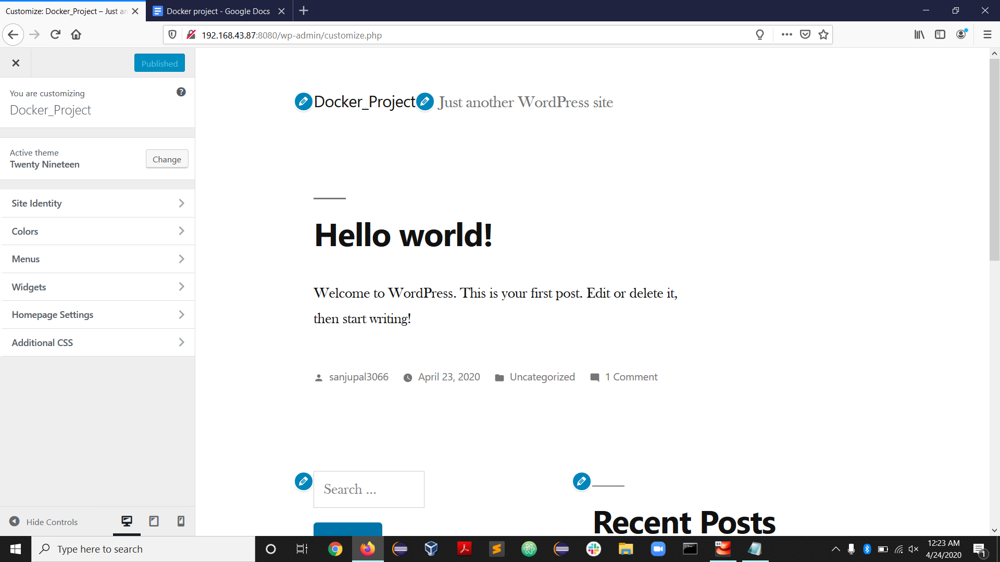 Customize: Docker_Project – Just an
Docker project - Google Docs
192.168.43.87:8080/wp-admin/customize.php
Published
You are customizing
Docker_Project
Active theme
Twenty Nineteen
Change
Site Identity
Colors
Menus
Widgets
Homepage Settings
Additional CSS
Hide Controls
Docker_Project
Just another WordPress site
Hello world!
Welcome to WordPress. This is your first post. Edit or delete it,
then start writing!
sanjupal3066
April 23, 2020
Uncategorized
1 Comment
Search ...
Recent Posts
Type here to search
64
12:23 AM
4/24/2020
1